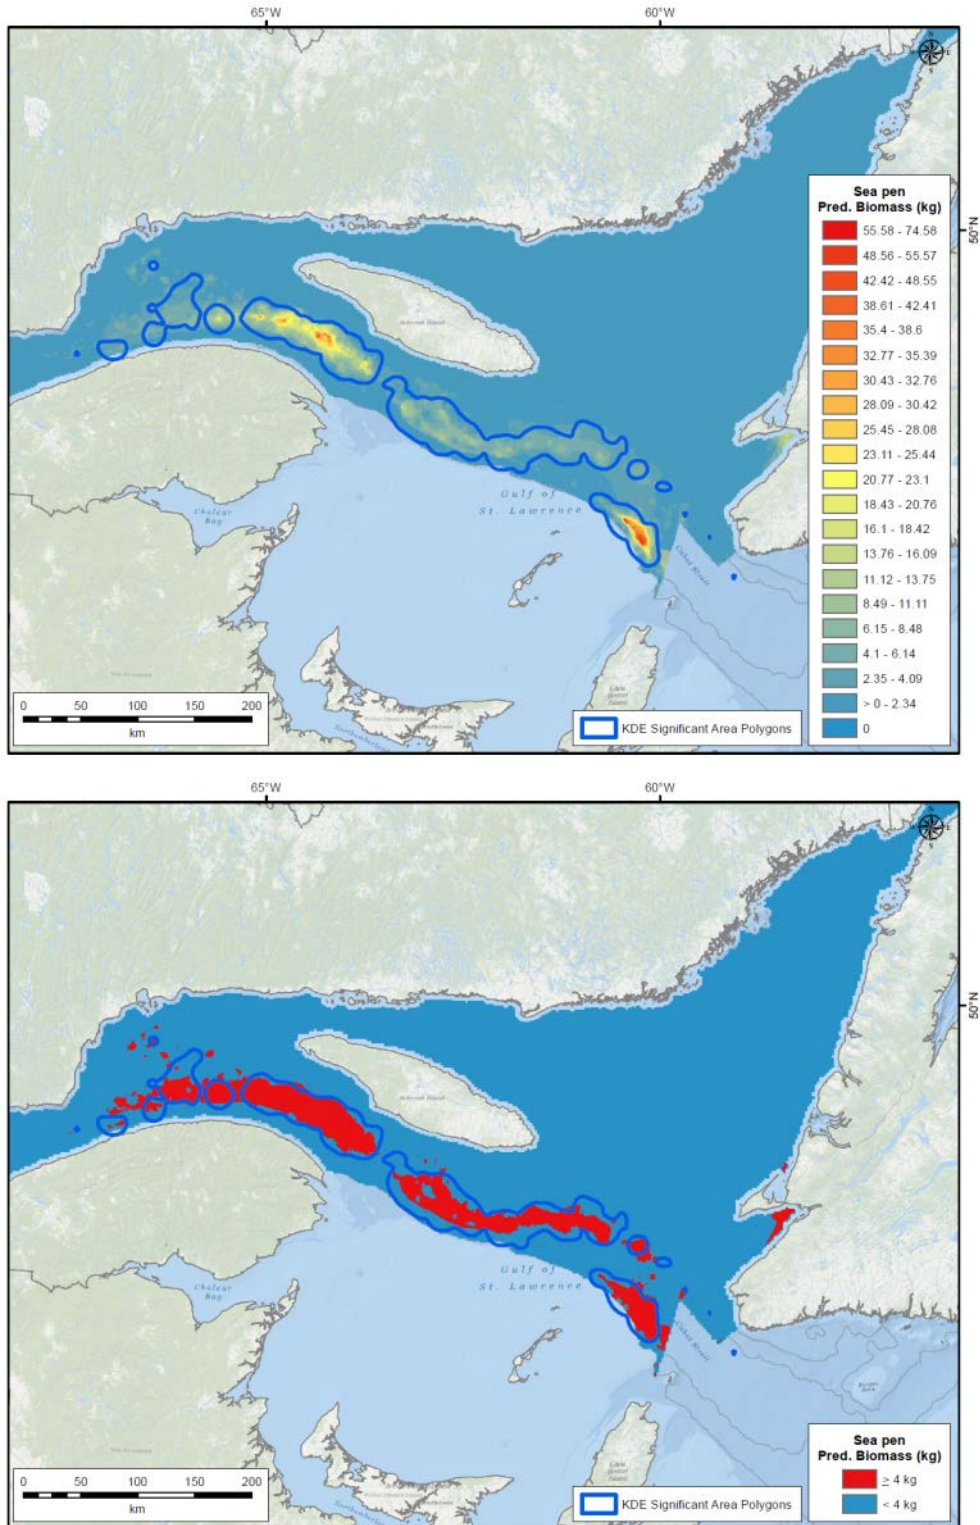 65°W 60°W
N
50°N
Sea pen
Pred. Biomass (kg)
55.58 - 74.58
48.56 - 55.57
42.42 - 48.55
38.61 - 42.41
35.4 - 38.6
32.77 - 35.39
30.43 - 32.76
28.09 - 30.42
25.45 - 28.08
23.11 - 25.44
20.77 - 23.1
18.43 - 20.76
16.1 - 18.42
13.76 - 16.09
11.12 - 13.75
8.49 - 11.11
6.15 - 8.48
4.1 - 6.14
2.35 - 4.09
> 0 - 2.34
0
Gulf of
St. Lawrence
Chaleur
Bay
Cabot Strait
0 50 100 150 200
km
KDE Significant Area Polygons
65°W 60°W
50°N
Gulf of
St. Lawrence
Chaleur
Bay
Cabot Strait
0 50 100 150 200
km
KDE Significant Area Polygons
Sea pen
Pred. Biomass (kg)
≥ 4 kg
< 4 kg